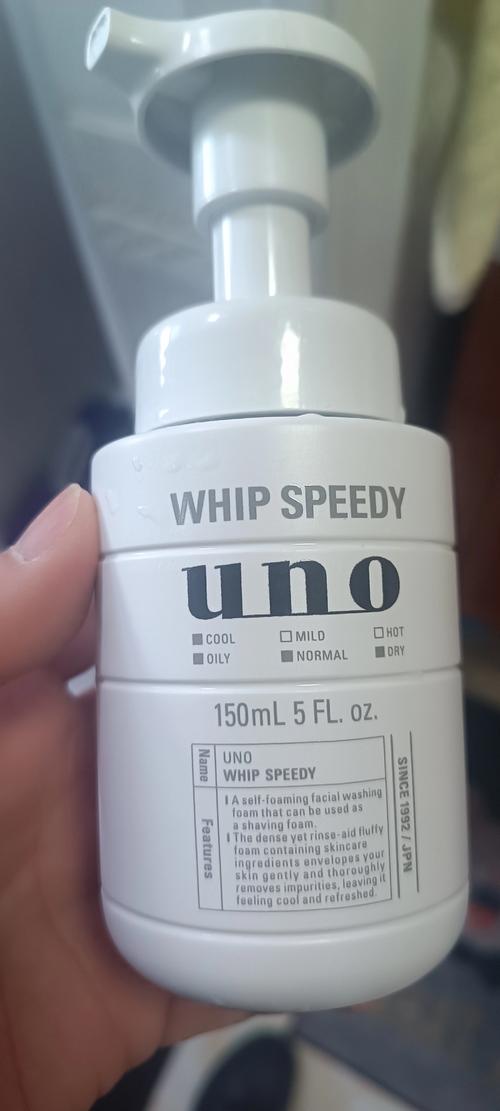 WHIP SPEEDY
uno
COOL MILD HOT
OILY NORMAL DRY
150mL 5 FL. oz.
Name
UNO
WHIP SPEEDY
Features
A self-foaming facial washing
foam that can be used as
a shaving foam.
The dense yet rinse-aid fluffy
foam containing skincare
ingredients envelopes your
skin gently and thoroughly
removes impurities, leaving it
feeling cool and refreshed.
SINCE 1992 / JPN